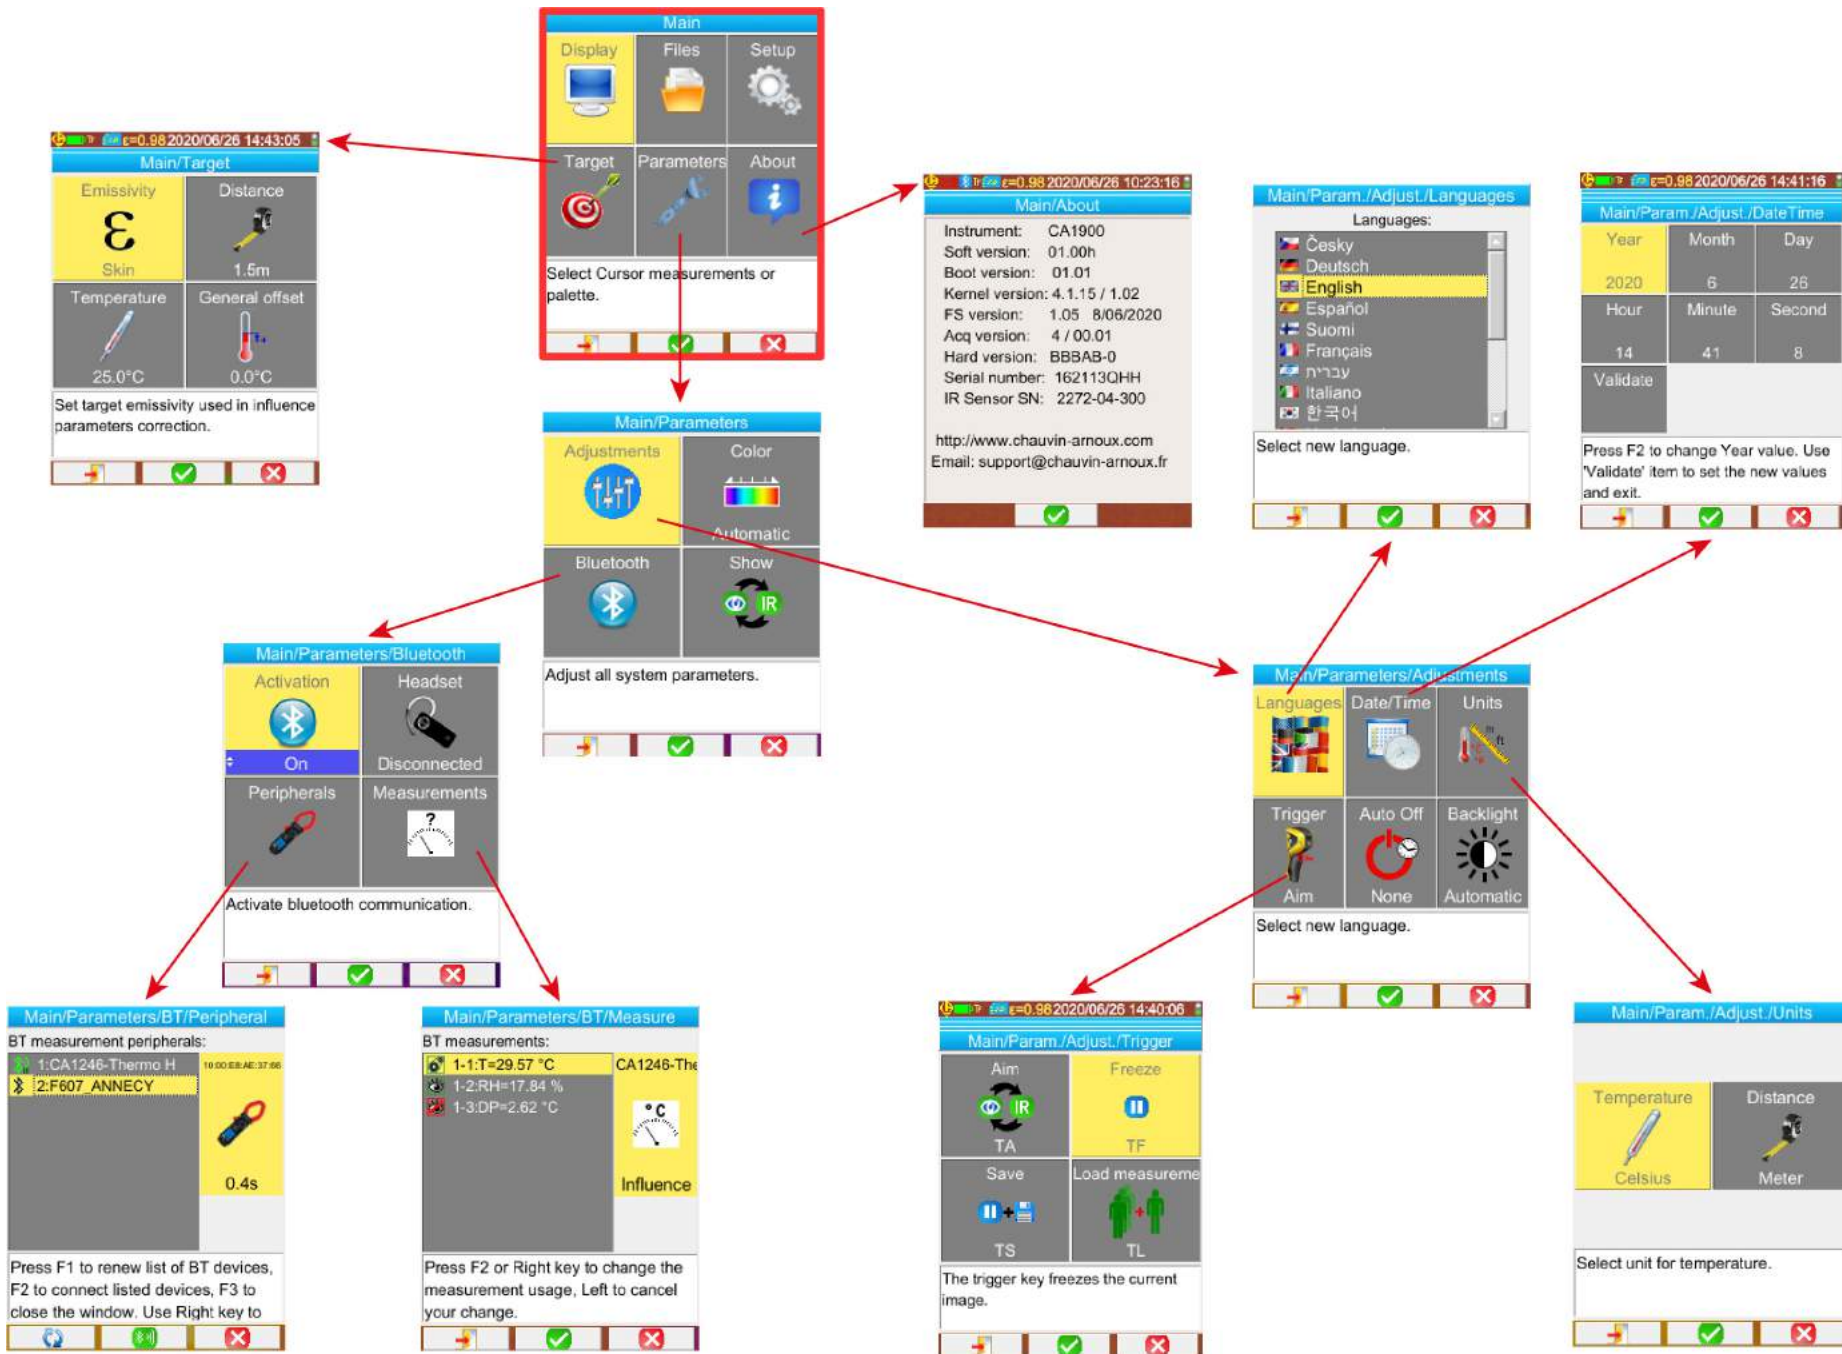 Main
Display Files Setup
Target Parameters About
Select Cursor measurements or
palette.
ε=0.98 2020/06/26 14:43:05
Main/Target
Emissivity Distance
ε
Skin 1.5m
Temperature General offset
25.0°C 0.0°C
Set target emissivity used in influence
parameters correction.
ε=0.98 2020/06/26 10:23:16
Main/About
Instrument: CA1900
Soft version: 01.00h
Boot version: 01.01
Kernel version: 4.1.15 / 1.02
FS version: 1.05 8/06/2020
Acq version: 4 / 00.01
Hard version: BBBAB-0
Serial number: 162113QHH
IR Sensor SN: 2272-04-300
http://www.chauvin-arnoux.com
Email: support@chauvin-arnoux.fr
Main/Param./Adjust./Languages
Languages:
Česky
Deutsch
English
Español
Suomi
Français
עברית
Italiano
한국어
Select new language.
ε=0.98 2020/06/26 14:41:16
Main/Param./Adjust./DateTime
Year Month Day
2020 6 26
Hour Minute Second
14 41 8
Validate
Press F2 to change Year value. Use
'Validate' item to set the new values
and exit.
Main/Parameters
Adjustments Color
Automatic
Bluetooth Show
IR
Adjust all system parameters.
Main/Parameters/Bluetooth
Activation Headset
On Disconnected
Peripherals Measurements
?
Activate bluetooth communication.
Main/Parameters/Adjustments
Languages Date/Time Units
m
ft
Trigger Auto Off Backlight
Aim None Automatic
Select new language.
Main/Parameters/BT/Peripheral
BT measurement peripherals:
1:CA1246-Thermo H
10:00:E8:AE:37:66
2:F607_ANNECY
0.4s
Press F1 to renew list of BT devices,
F2 to connect listed devices, F3 to
close the window. Use Right key to
Main/Parameters/BT/Measure
BT measurements:
1-1:T=29.57 °C CA1246-The
1-2:RH=17.84 %
1-3:DP=2.62 °C
°C
Influence
Press F2 or Right key to change the
measurement usage, Left to cancel
your change.
ε=0.98 2020/06/26 14:40:06
Main/Param./Adjust./Trigger
Aim Freeze
IR
TA TF
Save Load measureme
TS TL
The trigger key freezes the current
image.
Main/Param./Adjust./Units
Temperature Distance
Celsius Meter
Select unit for temperature.